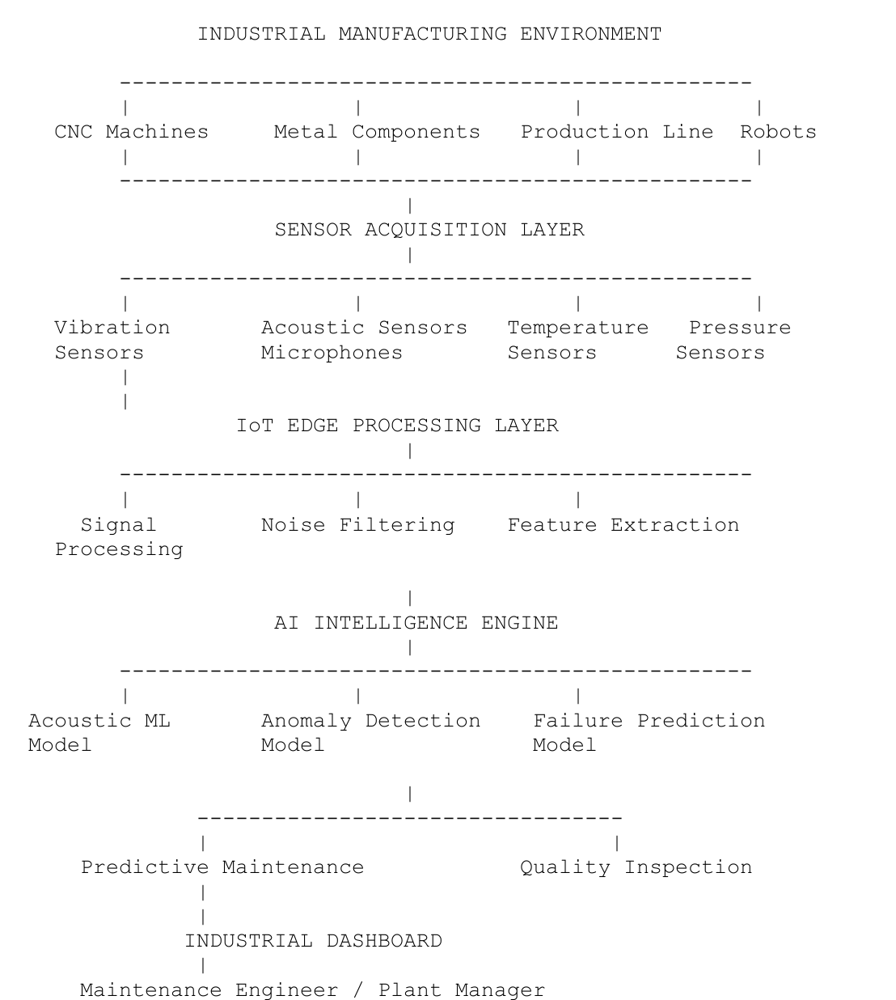 INDUSTRIAL MANUFACTURING ENVIRONMENT
-------------------------------------------------
| | | |
CNC Machines Metal Components Production Line Robots
| | | |
-------------------------------------------------
|
SENSOR ACQUISITION LAYER
|
-------------------------------------------------
| | | |
Vibration Acoustic Sensors Temperature Pressure
Sensors Microphones Sensors Sensors
|
|
IoT EDGE PROCESSING LAYER
|
-------------------------------------------------
| | |
Signal Noise Filtering Feature Extraction
Processing
|
AI INTELLIGENCE ENGINE
|
-------------------------------------------------
| | |
Acoustic ML Anomaly Detection Failure Prediction
Model Model Model
|
---------------------------------
| |
Predictive Maintenance Quality Inspection
|
|
INDUSTRIAL DASHBOARD
|
Maintenance Engineer / Plant Manager